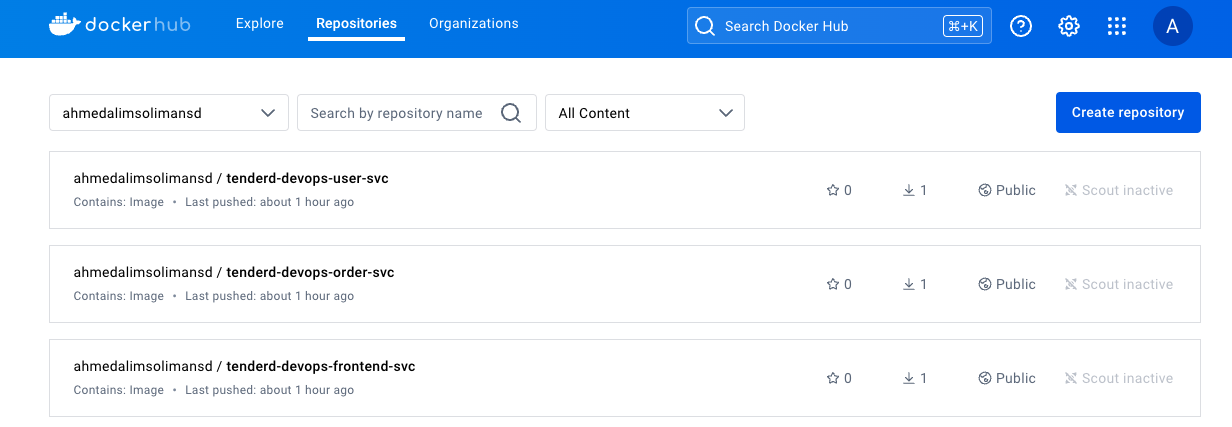 dockerhub Explore Repositories Organizations Search Docker Hub ⌘+K A
ahmedalimsolimansd Search by repository name All Content Create repository
ahmedalimsolimansd / tenderd-devops-user-svc
Contains: Image • Last pushed: about 1 hour ago
0 1 Public Scout inactive
ahmedalimsolimansd / tenderd-devops-order-svc
Contains: Image • Last pushed: about 1 hour ago
0 1 Public Scout inactive
ahmedalimsolimansd / tenderd-devops-frontend-svc
Contains: Image • Last pushed: about 1 hour ago
0 1 Public Scout inactive